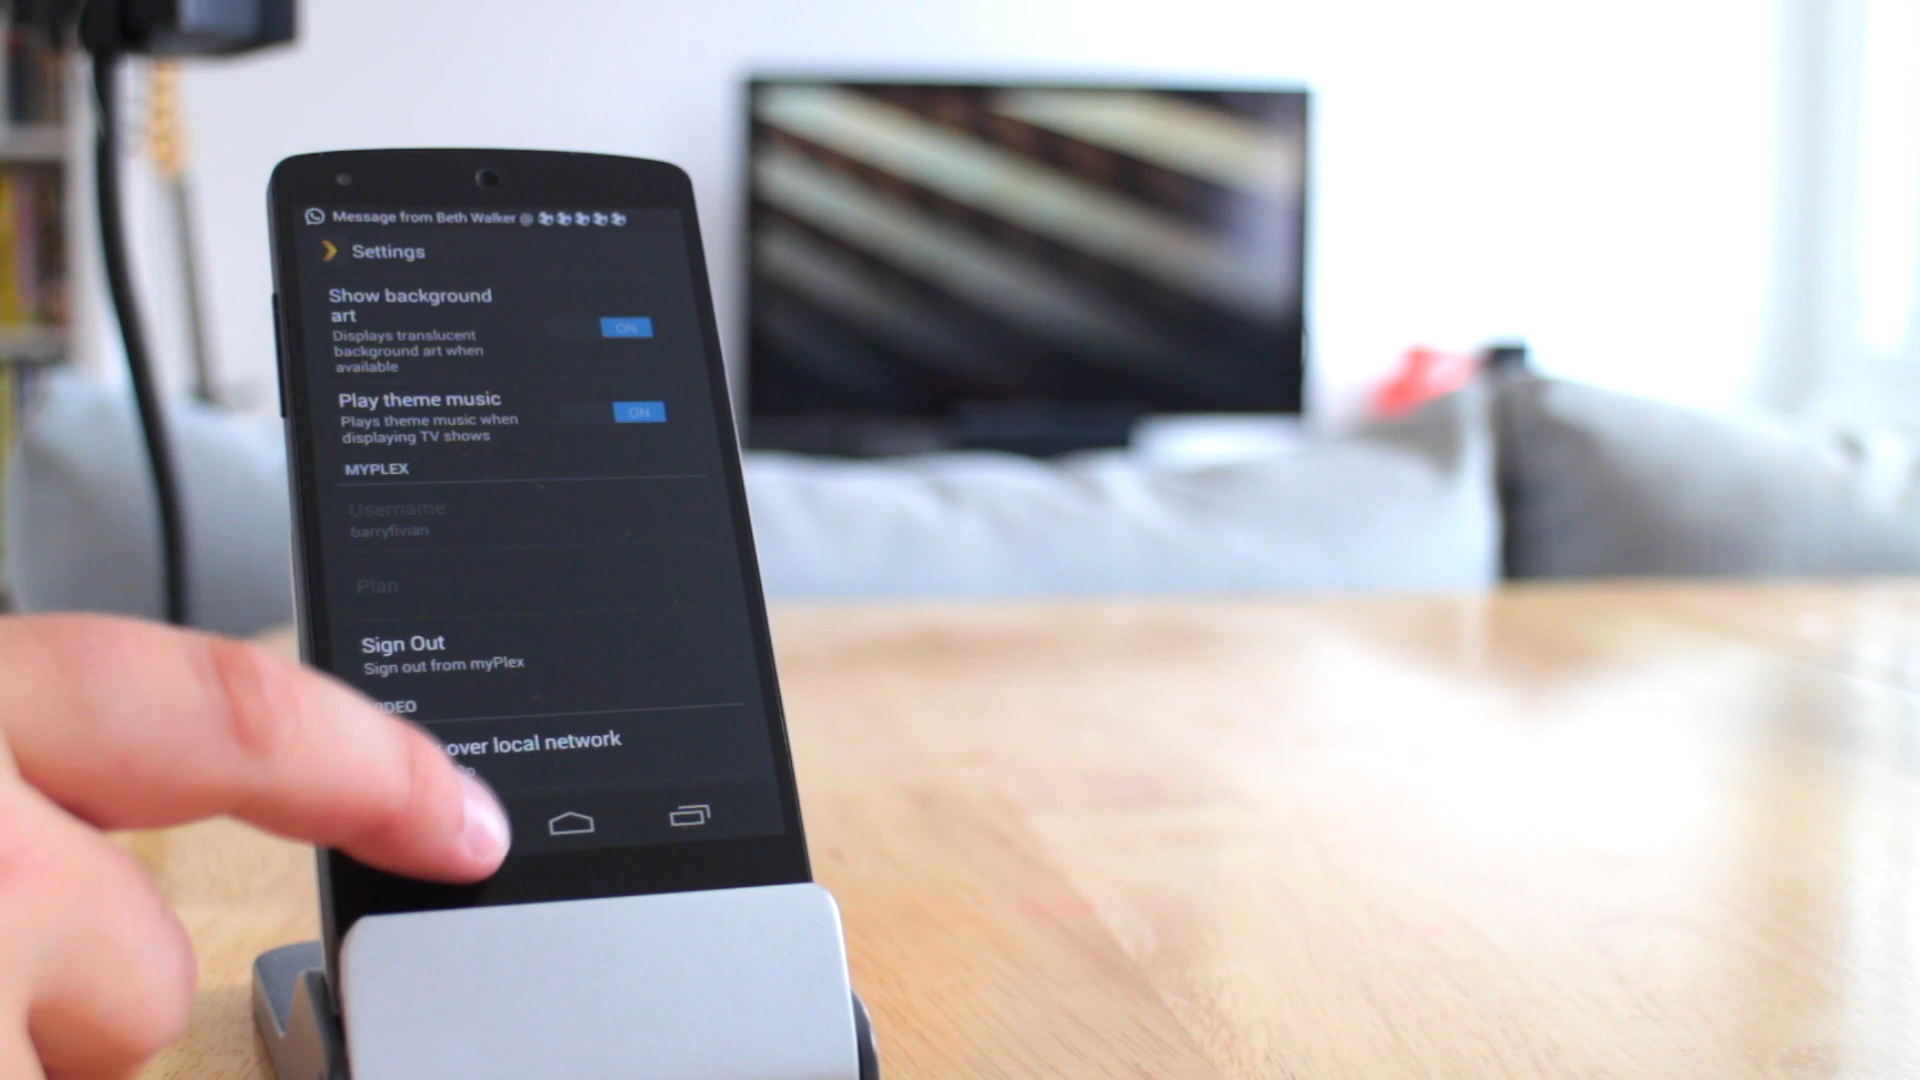 Message from Beth Walker @
Settings
Show background
art
Displays translucent
background art when
available
ON
Play theme music
Plays theme music when
displaying TV shows
ON
MYPLEX
Username
barryfivian
Plan
Sign Out
Sign out from myPlex
over local network